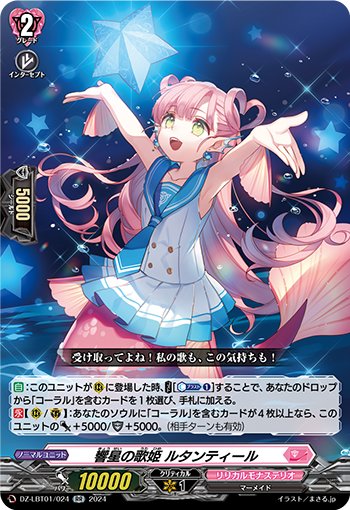 2
グレード
インターセプト
5000
シールド
受け取ってよね！私の歌も、この気持ちも！
自:このユニットがRに登場した時、【コスト】[CB1]することで、あなたのドロップ
から「コーラル」を含むカードを1枚選び、手札に加える。
永【R/G】:あなたのソウルに「コーラル」を含むカードが4枚以上なら、このユ
ニットの+5000/+5000。(相手ターンも有効)
ノーマルユニット
響星の歌姫 ルタンティール
パワー
10000
クリティカル
1
リリカルモナステリオ
マーメイド
DZ-LBT01/024 RR 2024
イラスト／まさる.jp